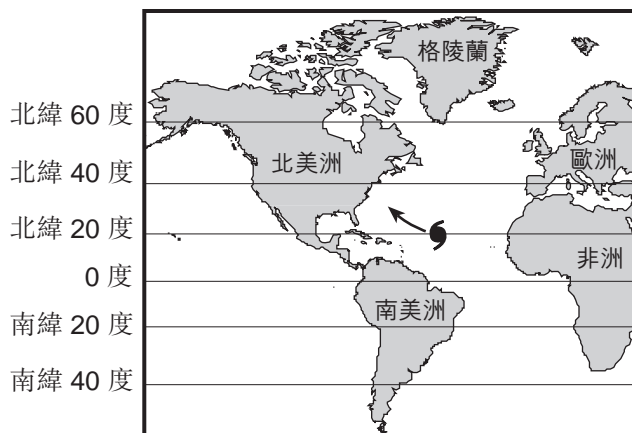 格陵蘭
北緯 60 度
北美洲
歐洲
北緯 40 度
北緯 20 度
非洲
0 度
南美洲
南緯 20 度
南緯 40 度